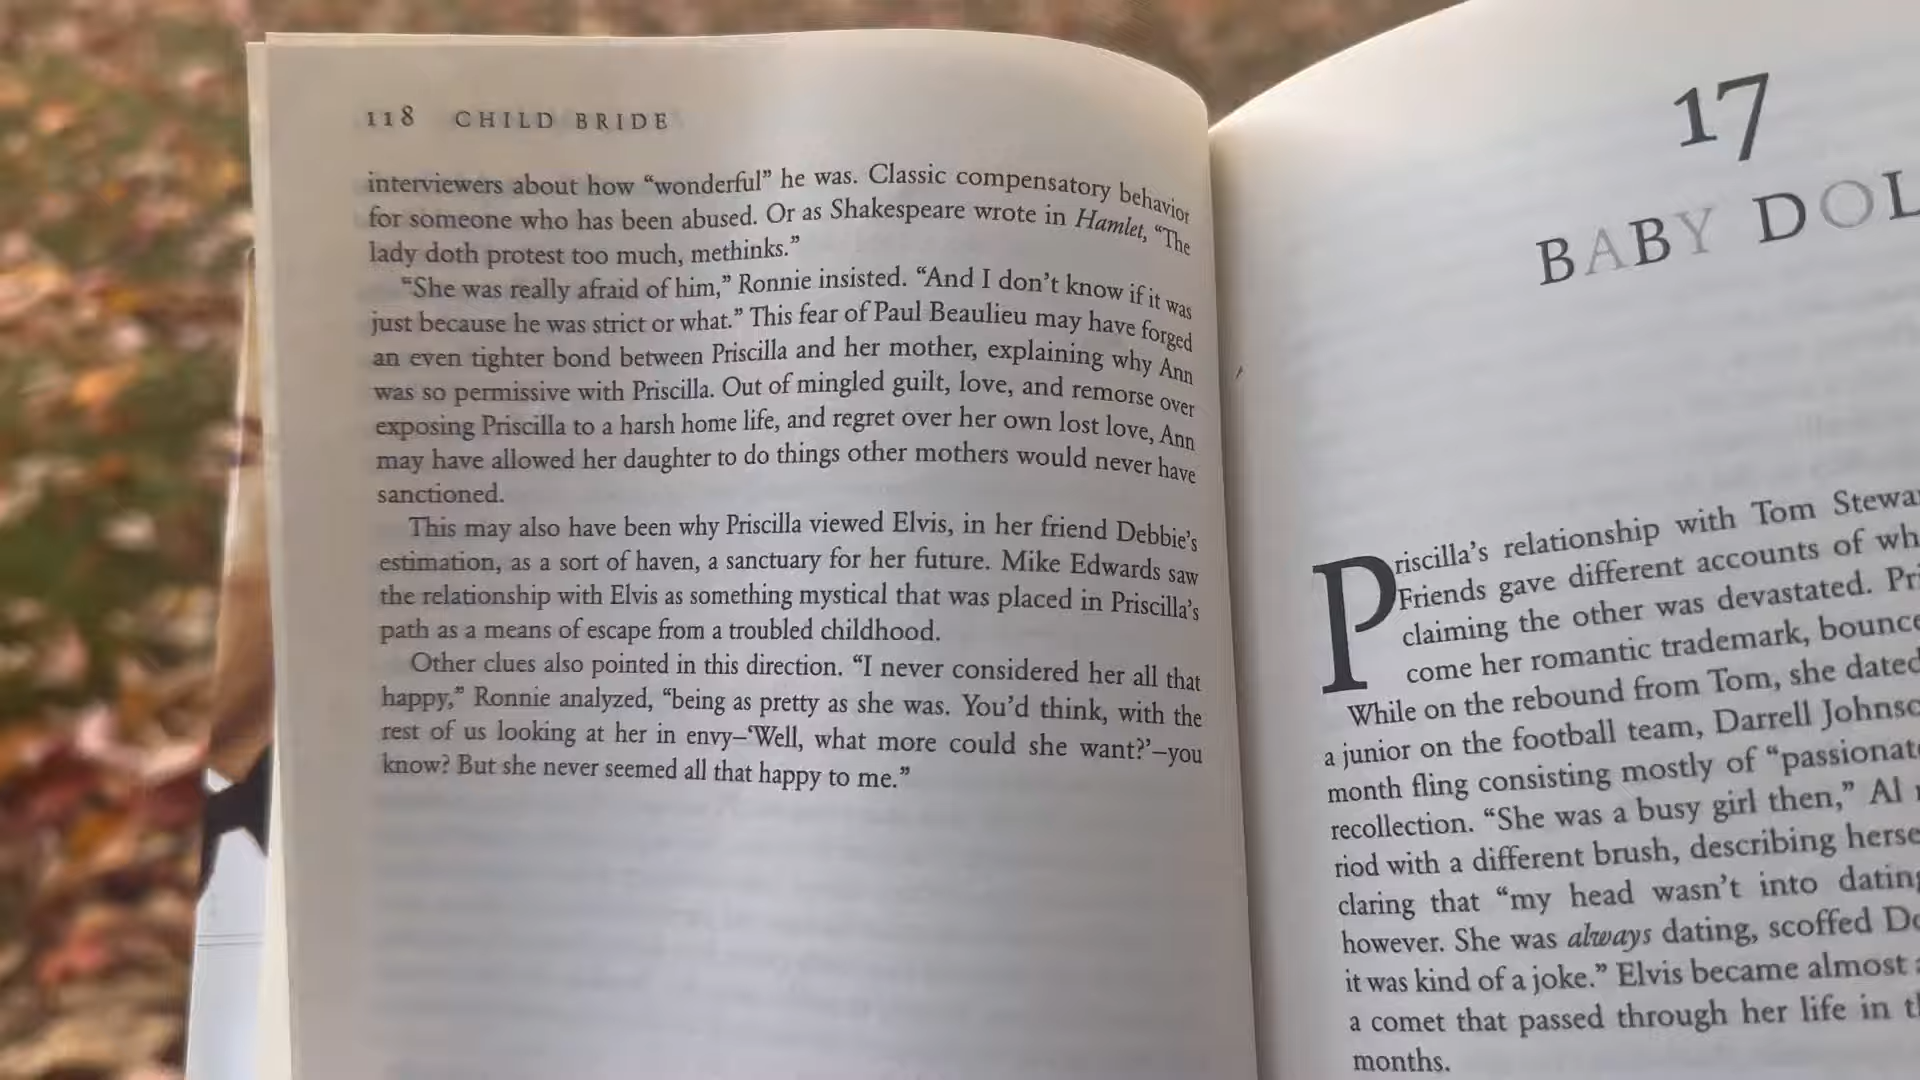 118 CHILD BRIDE
interviewers about how “wonderful” he was. Classic compensatory behavior
for someone who has been abused. Or as Shakespeare wrote in Hamlet, “The
lady doth protest too much, methinks.”
“She was really afraid of him,” Ronnie insisted. “And I don’t know if it was
just because he was strict or what.” This fear of Paul Beaulieu may have forged
an even tighter bond between Priscilla and her mother, explaining why Ann
was so permissive with Priscilla. Out of mingled guilt, love, and remorse over
exposing Priscilla to a harsh home life, and regret over her own lost love, Ann
may have allowed her daughter to do things other mothers would never have
sanctioned.
This may also have been why Priscilla viewed Elvis, in her friend Debbie’s
estimation, as a sort of haven, a sanctuary for her future. Mike Edwards saw
the relationship with Elvis as something mystical that was placed in Priscilla’s
path as a means of escape from a troubled childhood.
Other clues also pointed in this direction. “I never considered her all that
happy,” Ronnie analyzed, “being as pretty as she was. You’d think, with the
rest of us looking at her in envy–‘Well, what more could she want?’–you
know? But she never seemed all that happy to me.”
17
BABY
Priscilla’s relationship with Tom
Friends gave different accounts of
claiming the other was devastated.
come her romantic trademark,
While on the rebound from Tom, she dated
a junior on the football team, Darrell
month fling consisting mostly of
recollection. “She was a busy girl then,” Al
riod with a different brush, describing
claring that “my head wasn’t into
however. She was always dating, scoffed
it was kind of a joke.” Elvis became almost
a comet that passed through her life in
months.